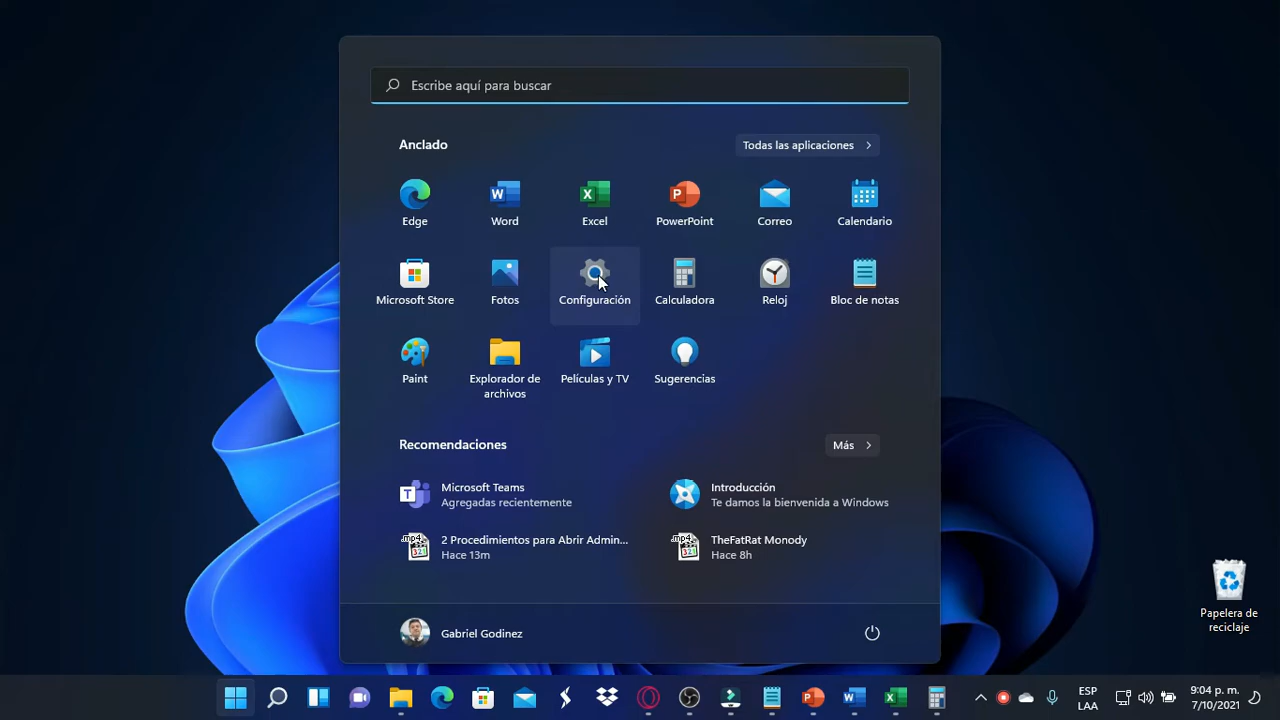 Escribe aquí para buscar
Anclado
Todas las aplicaciones
Edge
Word
Excel
PowerPoint
Correo
Calendario
Microsoft Store
Fotos
Configuración
Calculadora
Reloj
Bloc de notas
Paint
Explorador de
archivos
Películas y TV
Sugerencias
Recomendaciones
Más
Microsoft Teams
Agregadas recientemente
Introducción
Te damos la bienvenida a Windows
2 Procedimientos para Abrir Admin...
Hace 13m
TheFatRat Monody
Hace 8h
Gabriel Godinez
Papelera de
reciclaje
ESP
LAA
9:04 p. m.
7/10/2021